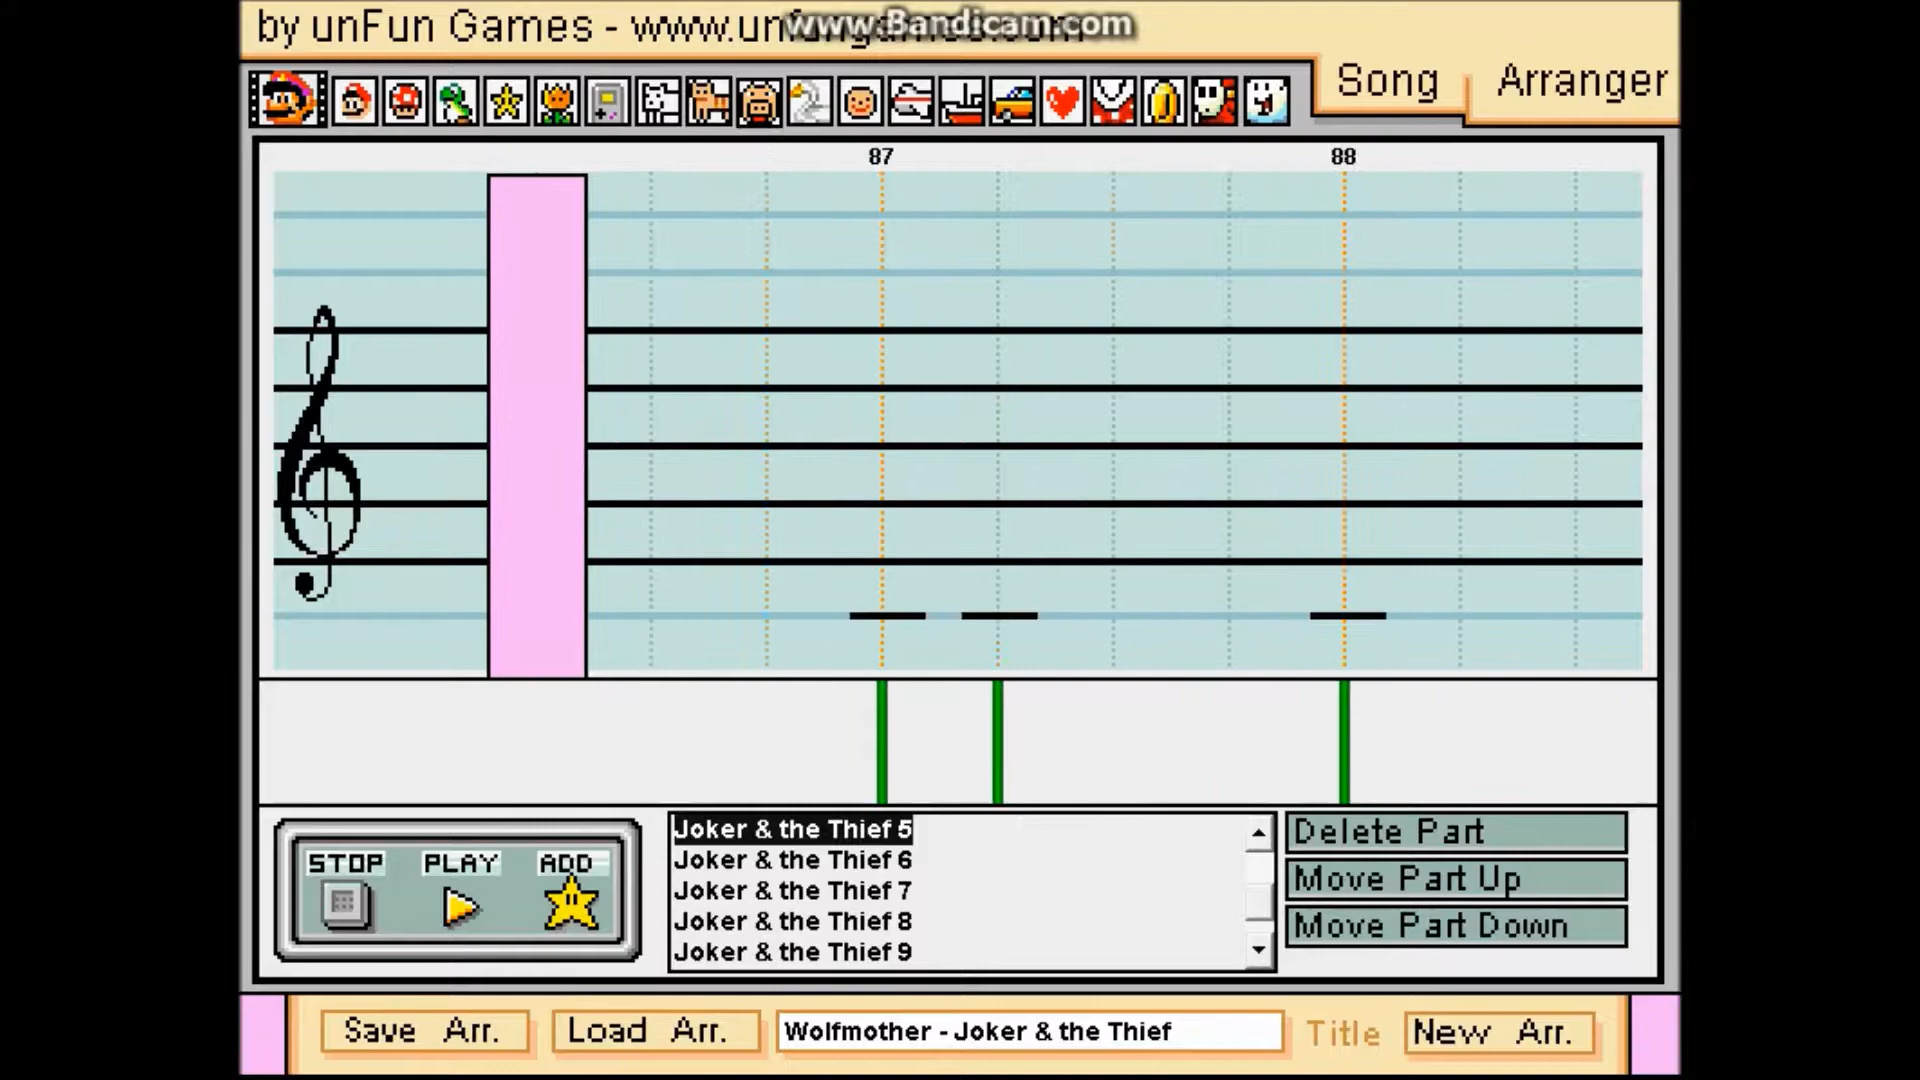 by unFun Games - www.unfungames.com
www.Bandicam.com
Song
Arranger
87
88
STOP
PLAY
ADD
Joker & the Thief 5
Joker & the Thief 6
Joker & the Thief 7
Joker & the Thief 8
Joker & the Thief 9
Delete Part
Move Part Up
Move Part Down
Save Arr.
Load Arr.
Wolfmother - Joker & the Thief
Title
New Arr.